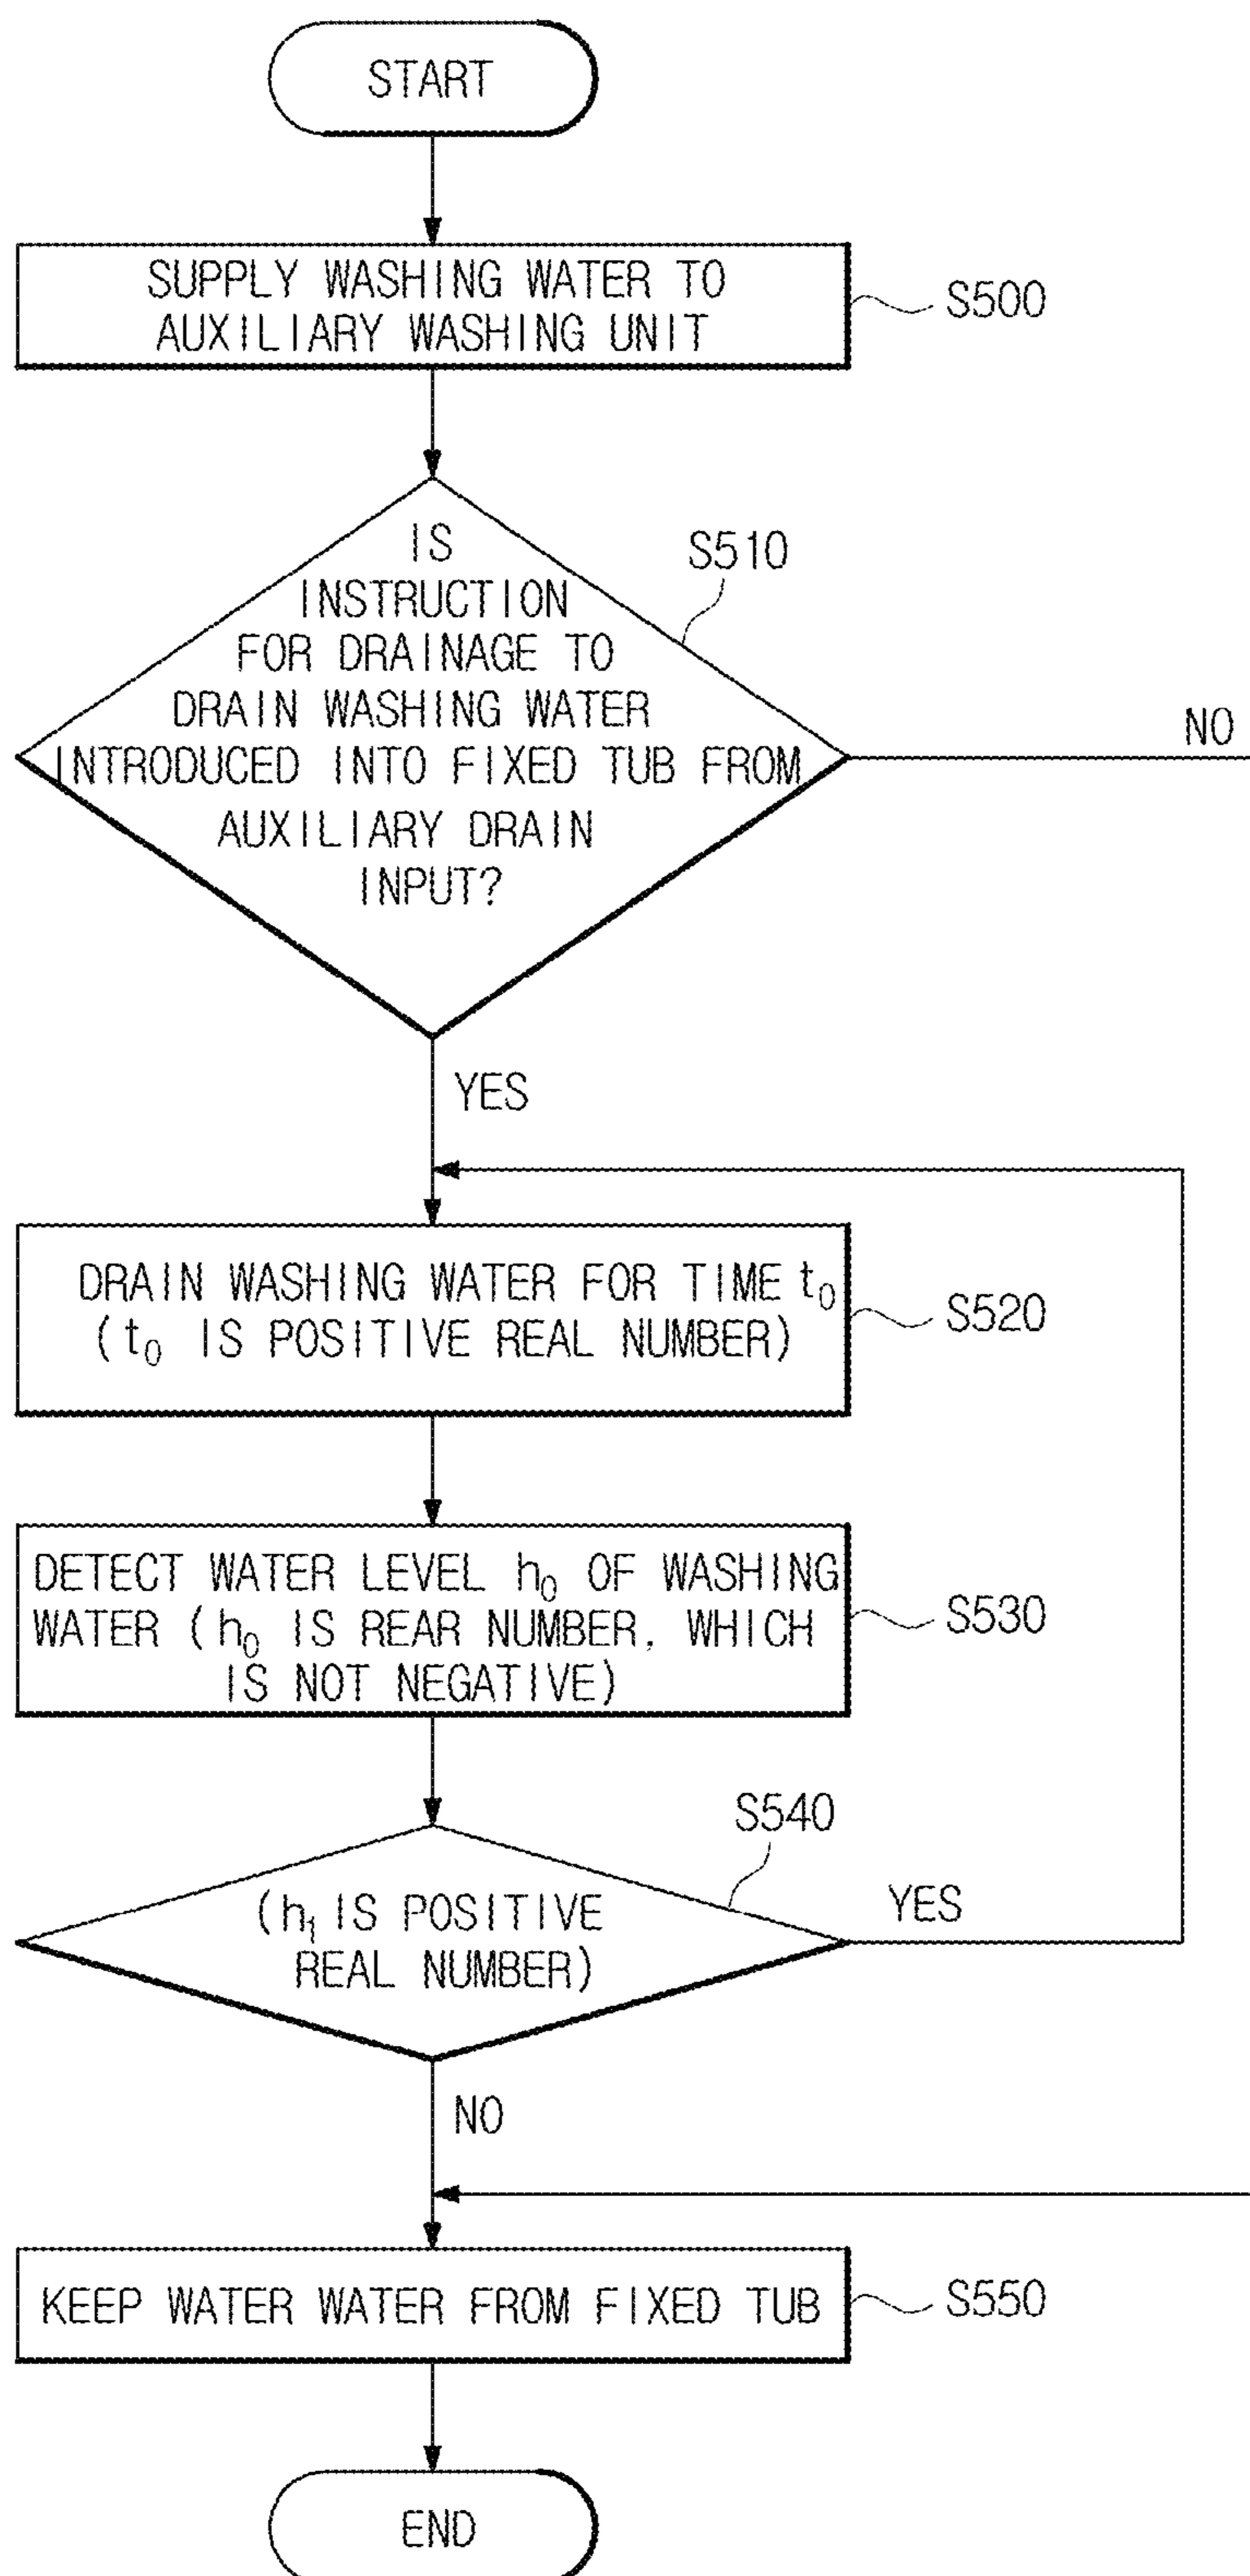 START
SUPPLY WASHING WATER TO
AUXILIARY WASHING UNIT
S500
IS
INSTRUCTION
FOR DRAINAGE TO
DRAIN WASHING WATER
INTRODUCED INTO FIXED TUB FROM
AUXILIARY DRAIN
INPUT?
S510
NO
YES
DRAIN WASHING WATER FOR TIME t₀
(t₀ IS POSITIVE REAL NUMBER)
S520
DETECT WATER LEVEL h₀ OF WASHING
WATER (h₀ IS REAR NUMBER, WHICH
IS NOT NEGATIVE)
S530
S540
(h₁ IS POSITIVE
REAL NUMBER)
YES
NO
KEEP WATER WATER FROM FIXED TUB
S550
END